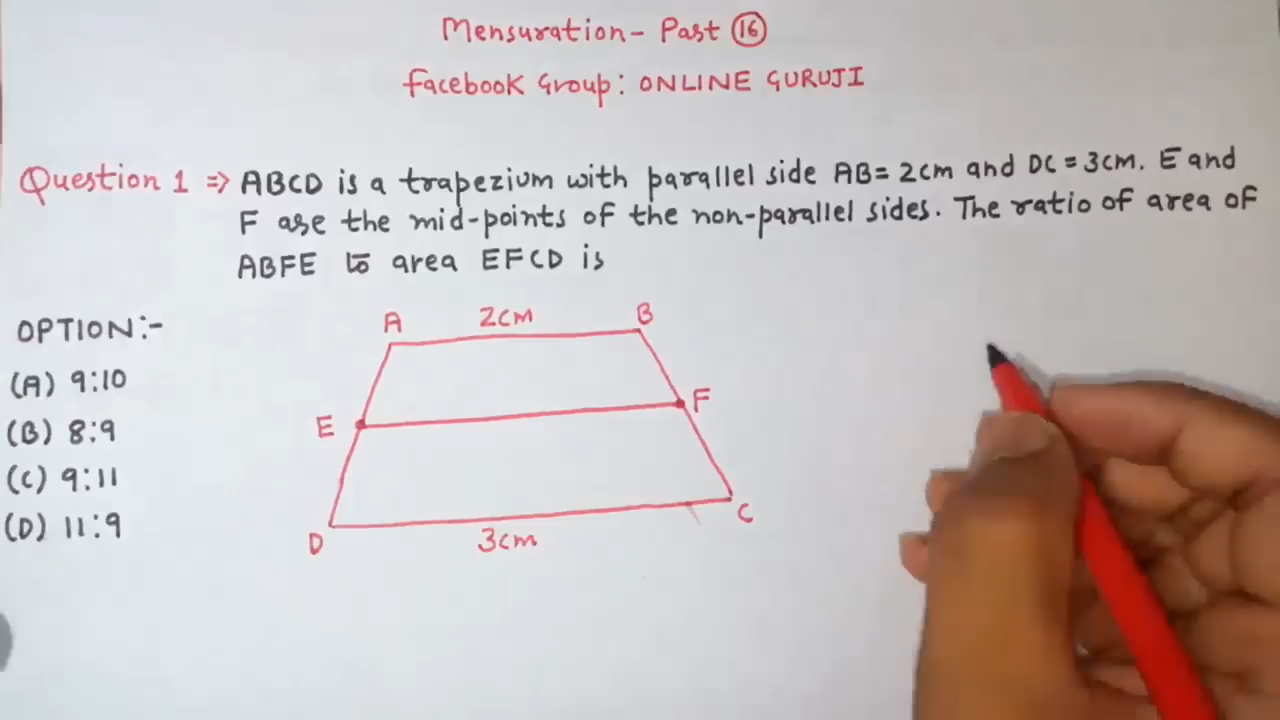 Mensuration - Part 16
Facebook Group: ONLINE GURUJI
Question 1 ⇒ ABCD is a trapezium with parallel side AB = 2cm and DC = 3cm. E and
F are the mid-points of the non-parallel sides. The ratio of area of
ABFE to area EFCD is
OPTION:-
(A) 9:10
(B) 8:9
(C) 9:11
(D) 11:9
A 2cm B
E F
D 3cm C